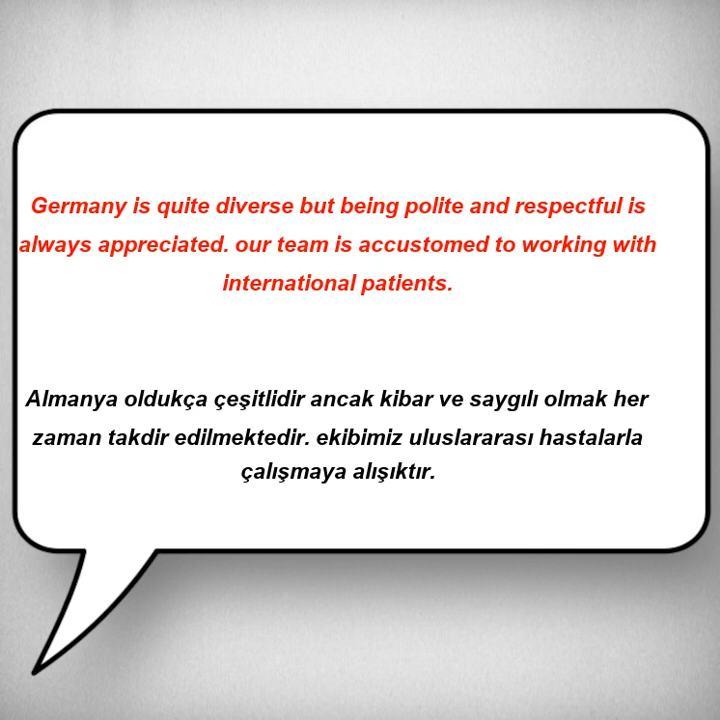 Germany is quite diverse but being polite and respectful is
always appreciated. our team is accustomed to working with
international patients.
Almanya oldukça çeşitlidir ancak kibar ve saygılı olmak her
zaman takdir edilmektedir. ekibimiz uluslararası hastalarla
çalışmaya alışıktır.